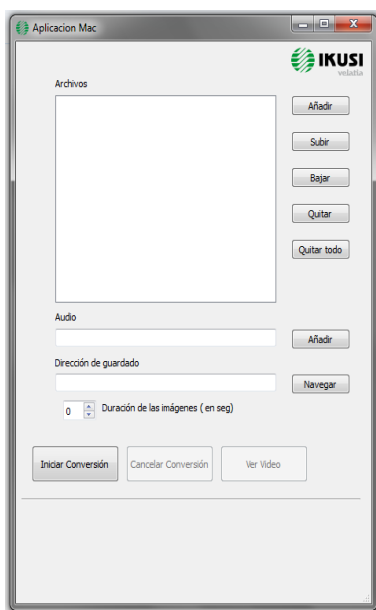 Aplicacion Mac
IKUSI
velatia
Archivos
Añadir
Subir
Bajar
Quitar
Quitar todo
Audio
Añadir
Dirección de guardado
Navegar
0 Duración de las imágenes ( en seg)
Iniciar Conversión Cancelar Conversión Ver Video